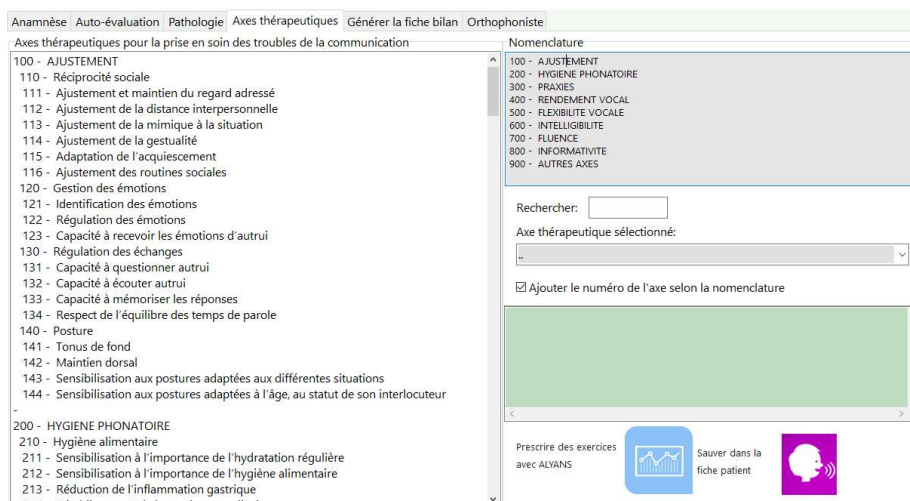 Anamnèse Auto-évaluation Pathologie Axes thérapeutiques Générer la fiche bilan Orthophoniste
Axes thérapeutiques pour la prise en soin des troubles de la communication
100 - AJUSTEMENT
110 - Réciprocité sociale
111 - Ajustement et maintien du regard adressé
112 - Ajustement de la distance interpersonnelle
113 - Ajustement de la mimique à la situation
114 - Ajustement de la gestualité
115 - Adaptation de l'acquiescement
116 - Ajustement des routines sociales
120 - Gestion des émotions
121 - Identification des émotions
122 - Régulation des émotions
123 - Capacité à recevoir les émotions d'autrui
130 - Régulation des échanges
131 - Capacité à questionner autrui
132 - Capacité à écouter autrui
133 - Capacité à mémoriser les réponses
134 - Respect de l'équilibre des temps de parole
140 - Posture
141 - Tonus de fond
142 - Maintien dorsal
143 - Sensibilisation aux postures adaptées aux différentes situations
144 - Sensibilisation aux postures adaptées à l'âge, au statut de son interlocuteur
-
200 - HYGIENE PHONATOIRE
210 - Hygiène alimentaire
211 - Sensibilisation à l'importance de l'hydratation régulière
212 - Sensibilisation à l'importance de l'hygiène alimentaire
213 - Réduction de l'inflammation gastrique
Nomenclature
100 - AJUSTEMENT
200 - HYGIENE PHONATOIRE
300 - PRAXIES
400 - RENDEMENT VOCAL
500 - FLEXIBILITE VOCALE
600 - INTELLIGIBILITE
700 - FLUENCE
800 - INFORMATIVITE
900 - AUTRES AXES
Rechercher:
Axe thérapeutique sélectionné:
..
Ajouter le numéro de l'axe selon la nomenclature
Prescrire des exercices
avec ALYANS
Sauver dans la
fiche patient